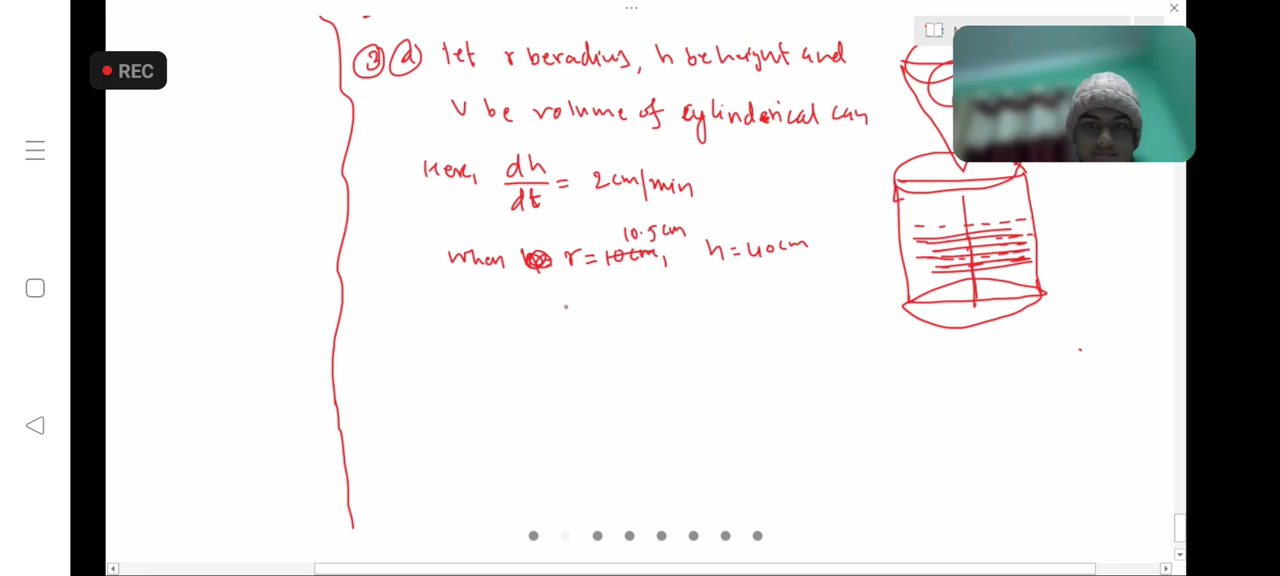 REC
③ ⓐ let r be radius, h be height and
V be volume of cylinderical can
Here, dh/dt = 2cm/min
10.5cm
When r = 10cm, h = 40cm